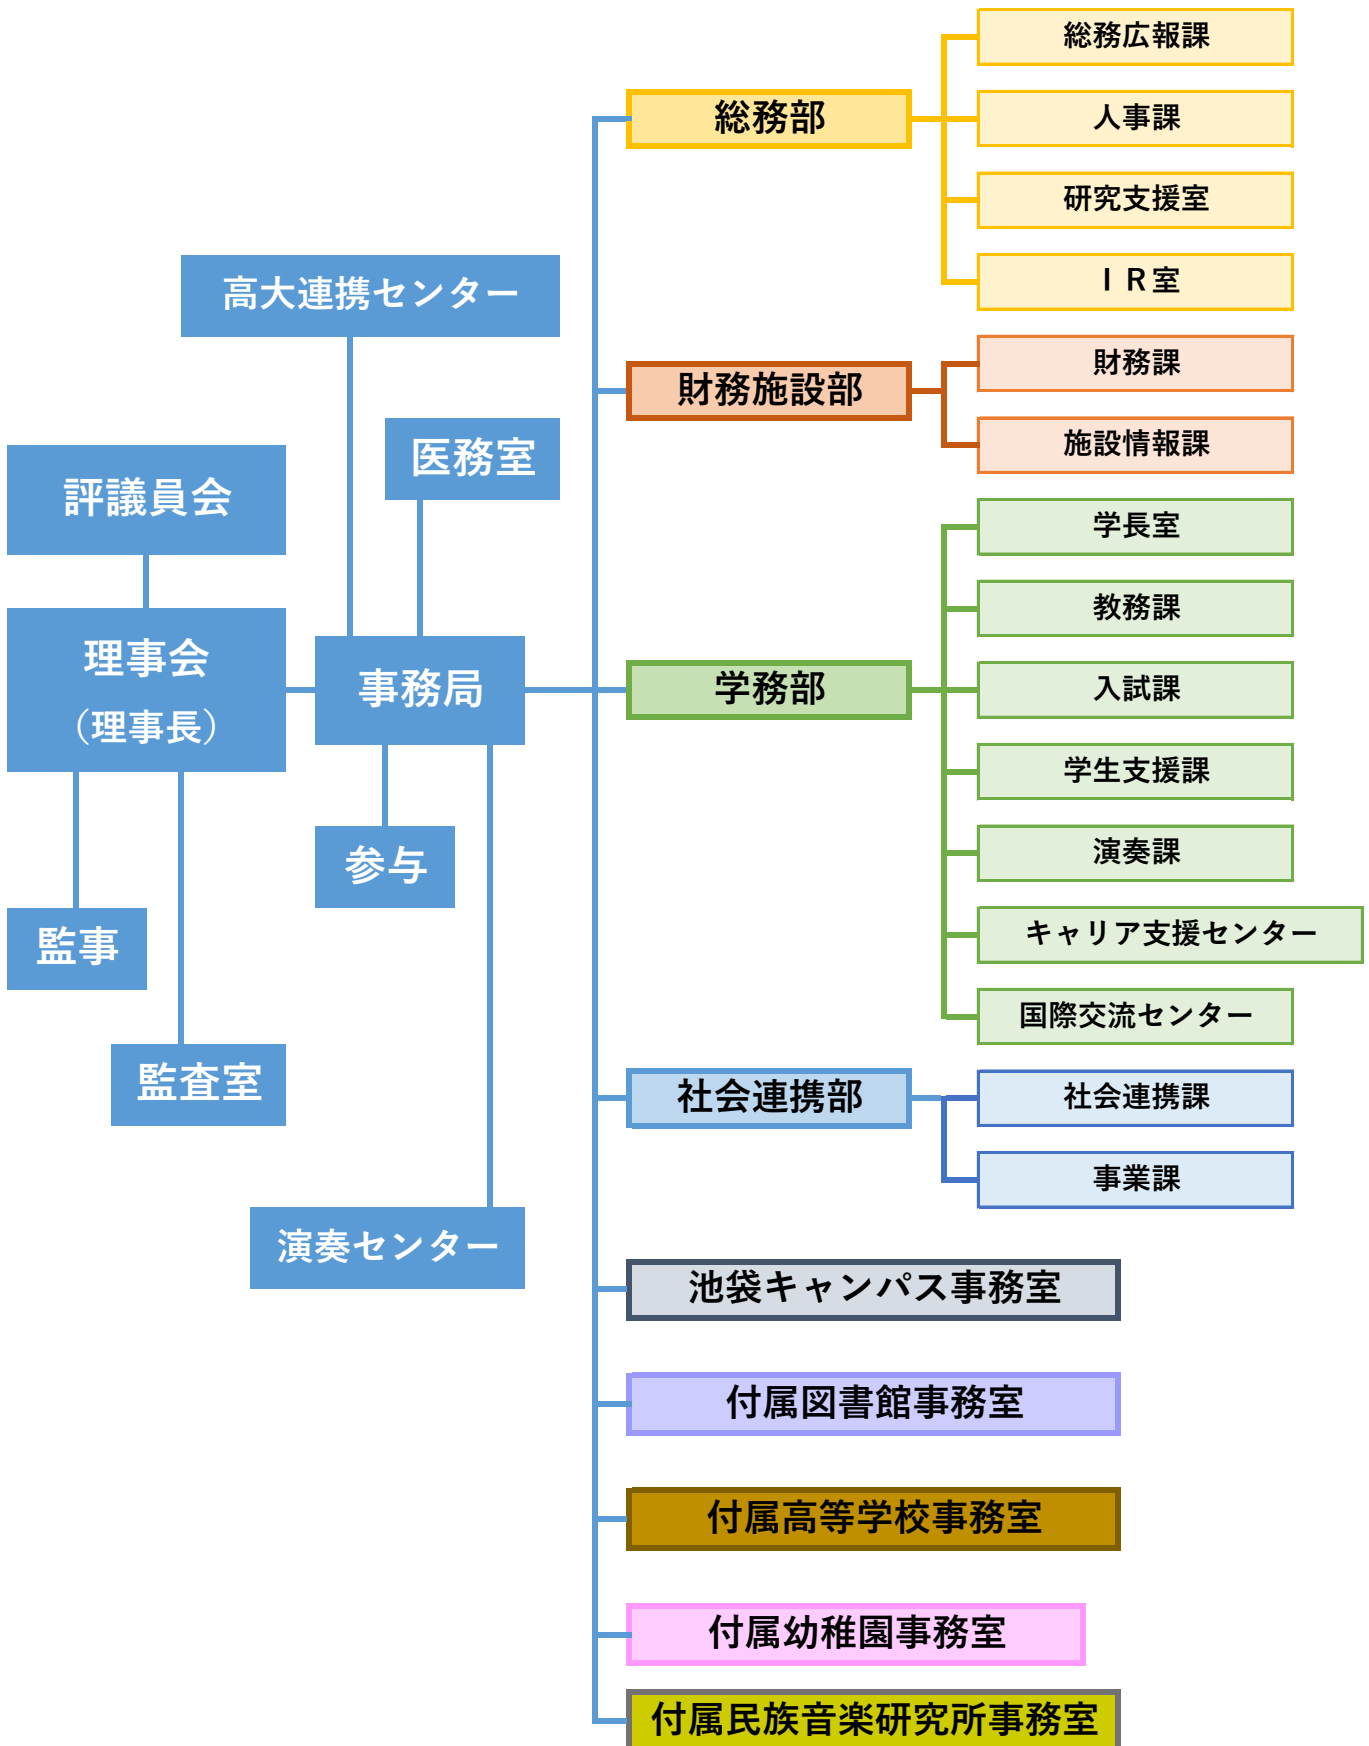 評議員会
理事会
（理事長）
監事
監査室
高大連携センター
医務室
事務局
参与
演奏センター
総務部
総務広報課
人事課
研究支援室
ＩＲ室
財務施設部
財務課
施設情報課
学務部
学長室
教務課
入試課
学生支援課
演奏課
キャリア支援センター
国際交流センター
社会連携部
社会連携課
事業課
池袋キャンパス事務室
付属図書館事務室
付属高等学校事務室
付属幼稚園事務室
付属民族音楽研究所事務室